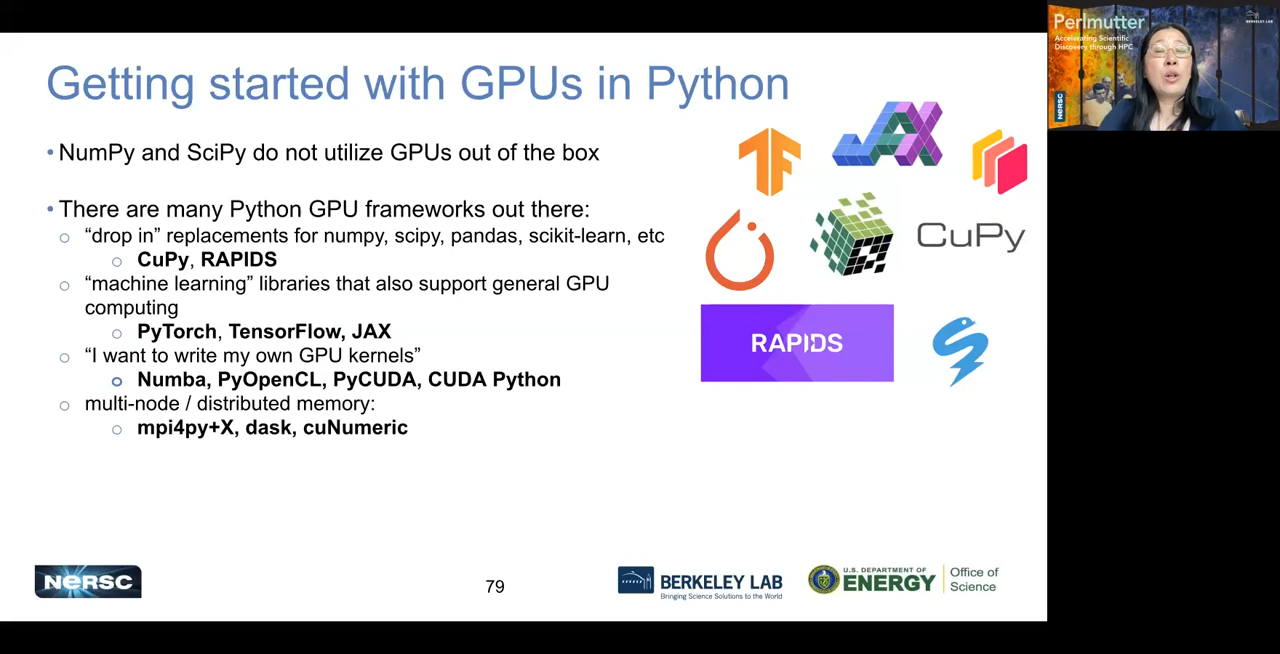 Getting started with GPUs in Python
• NumPy and SciPy do not utilize GPUs out of the box
• There are many Python GPU frameworks out there:
○ “drop in” replacements for numpy, scipy, pandas, scikit-learn, etc
○ CuPy, RAPIDS
○ “machine learning” libraries that also support general GPU
computing
○ PyTorch, TensorFlow, JAX
○ “I want to write my own GPU kernels”
○ Numba, PyOpenCL, PyCUDA, CUDA Python
○ multi-node / distributed memory:
○ mpi4py+X, dask, cuNumeric
JAX
CuPy
RAPIDS
NERSC
79
BERKELEY LAB
Bringing Science Solutions to the World
U.S. DEPARTMENT OF
ENERGY
Office of
Science
Perlmutter
Accelerating Scientific
Discovery through HPC
BERKELEY LAB
NERSC